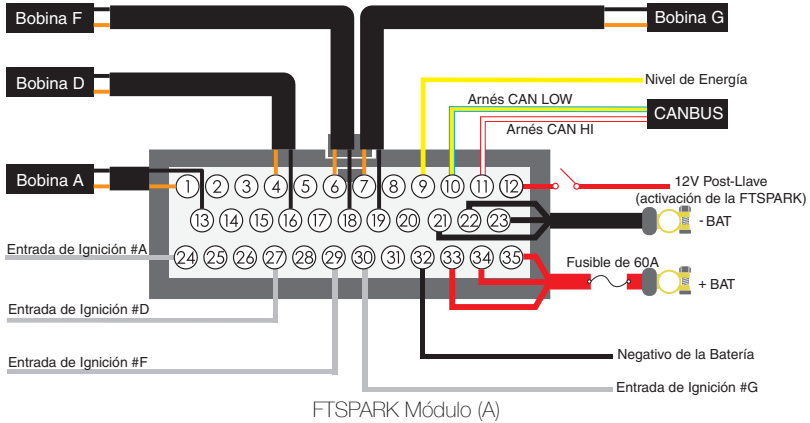 Bobina F
Bobina G
Bobina D
Nivel de Energía
Arnés CAN LOW
CANBUS
Arnés CAN HI
Bobina A
12V Post-Llave
(activación de la FTSPARK)
1 2 3 4 5 6 7 8 9 10 11 12
13 14 15 16 17 18 19 20 21 22 23
- BAT
Entrada de Ignición #A
24 25 26 27 28 29 30 31 32 33 34 35
Fusible de 60A
+ BAT
Entrada de Ignición #D
Negativo de la Batería
Entrada de Ignición #F
Entrada de Ignición #G
FTSPARK Módulo (A)